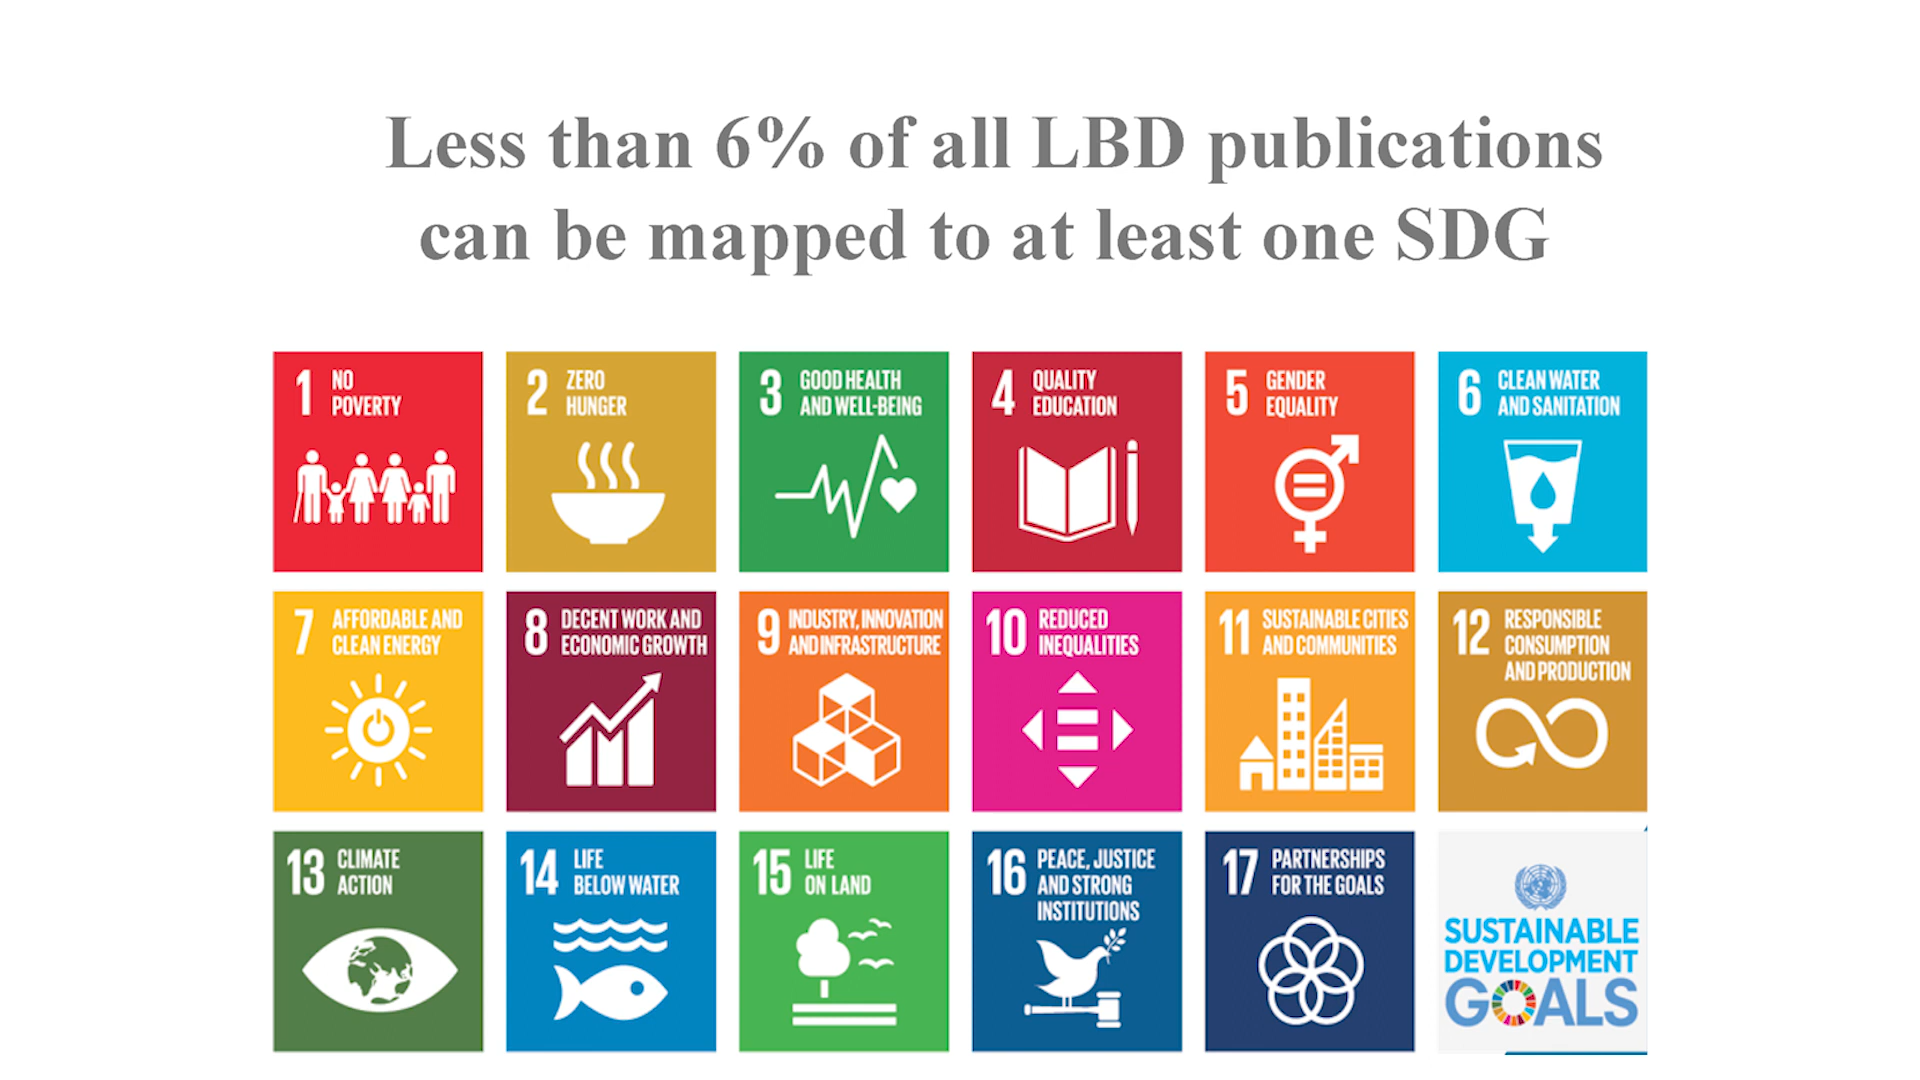 Less than 6% of all LBD publications
can be mapped to at least one SDG
1 NO
POVERTY
2 ZERO
HUNGER
3 GOOD HEALTH
AND WELL-BEING
4 QUALITY
EDUCATION
5 GENDER
EQUALITY
6 CLEAN WATER
AND SANITATION
7 AFFORDABLE AND
CLEAN ENERGY
8 DECENT WORK AND
ECONOMIC GROWTH
9 INDUSTRY, INNOVATION
AND INFRASTRUCTURE
10 REDUCED
INEQUALITIES
11 SUSTAINABLE CITIES
AND COMMUNITIES
12 RESPONSIBLE
CONSUMPTION
AND PRODUCTION
13 CLIMATE
ACTION
14 LIFE
BELOW WATER
15 LIFE
ON LAND
16 PEACE, JUSTICE
AND STRONG
INSTITUTIONS
17 PARTNERSHIPS
FOR THE GOALS
SUSTAINABLE
DEVELOPMENT
GOALS